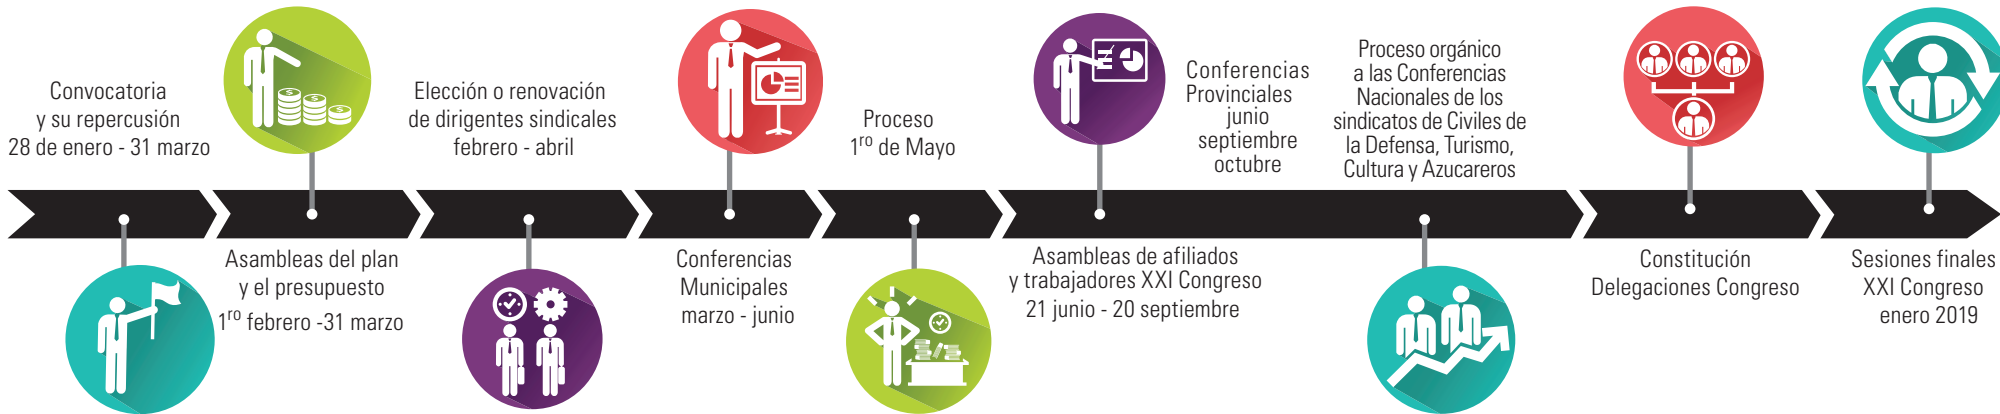 Convocatoria
y su repercusión
28 de enero - 31 marzo
Asambleas del plan
y el presupuesto
1ro febrero -31 marzo
Elección o renovación
de dirigentes sindicales
febrero - abril
Conferencias
Municipales
marzo - junio
Proceso
1ro de Mayo
Asambleas de afiliados
y trabajadores XXI Congreso
21 junio - 20 septiembre
Conferencias
Provinciales
junio
septiembre
octubre
Proceso orgánico
a las Conferencias
Nacionales de los
sindicatos de Civiles de
la Defensa, Turismo,
Cultura y Azucareros
Constitución
Delegaciones Congreso
Sesiones finales
XXI Congreso
enero 2019